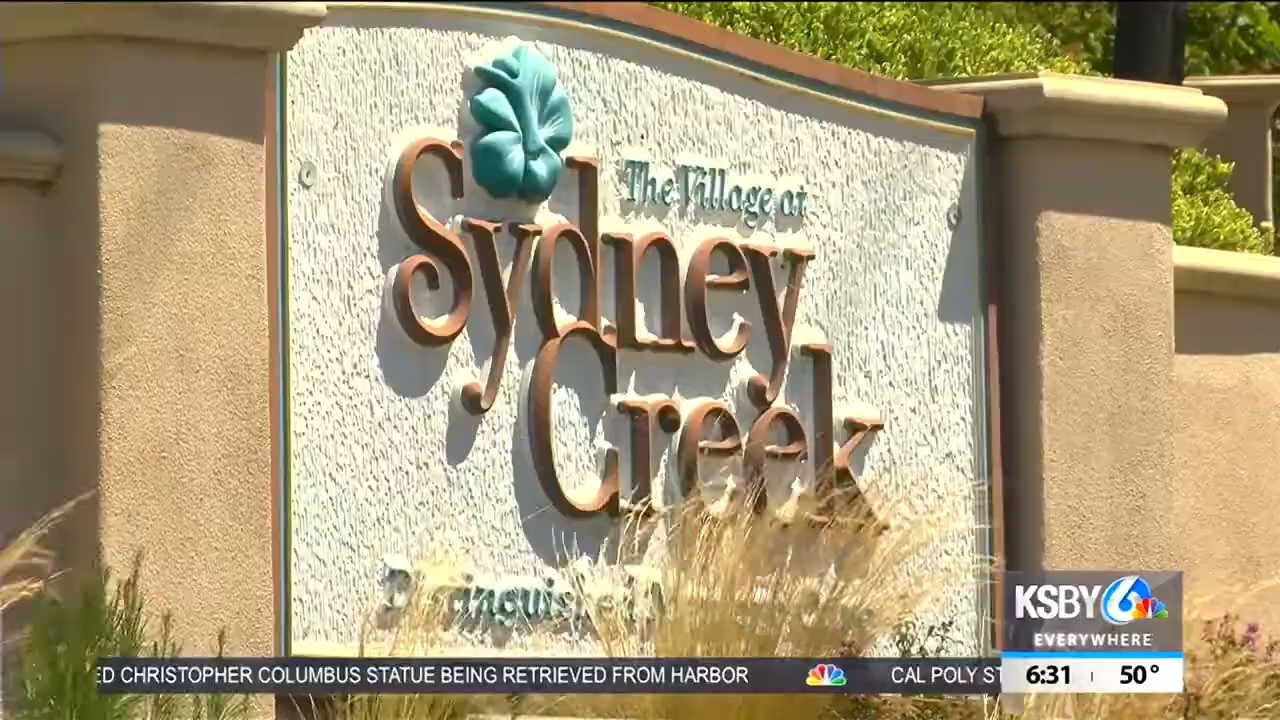 The Village at
Sydney
Creek
KSBY 6
EVERYWHERE
ED CHRISTOPHER COLUMBUS STATUE BEING RETRIEVED FROM HARBOR
CAL POLY ST
6:31
50°